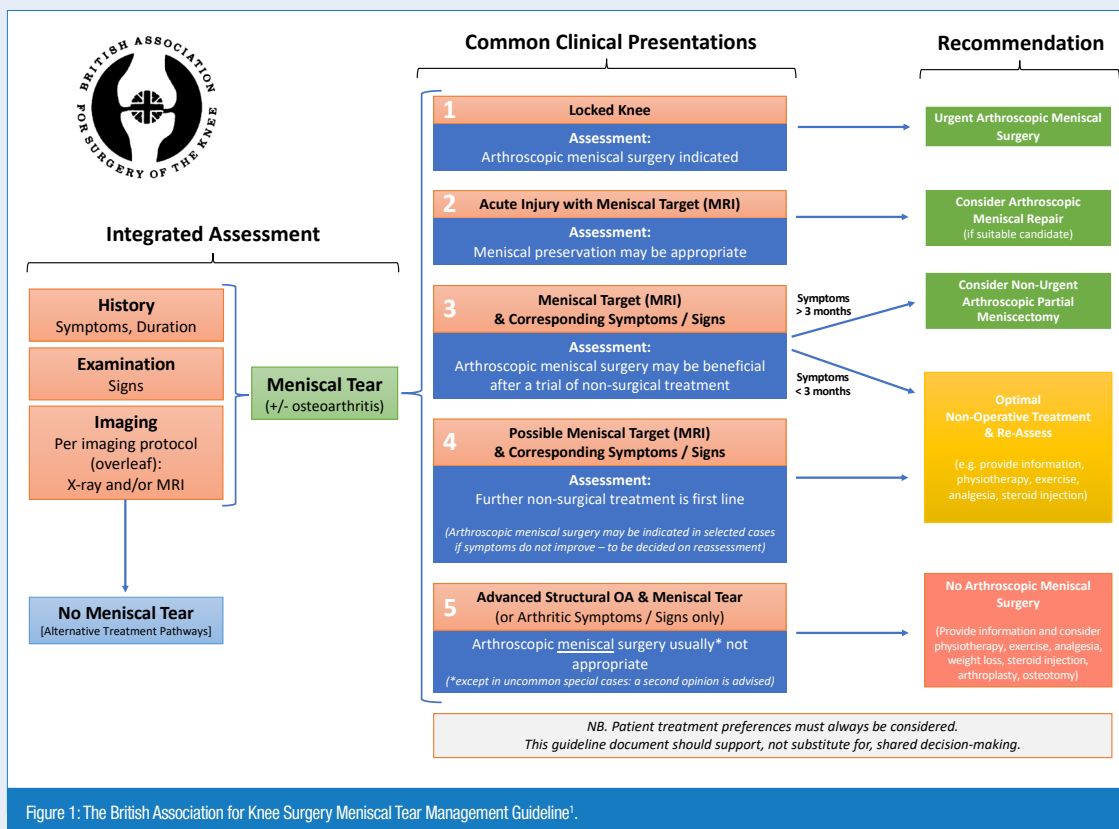 BRITISH ASSOCIATION
FOR SURGERY OF THE KNEE
Integrated Assessment
History
Symptoms, Duration
Examination
Signs
Imaging
Per imaging protocol
(overleaf):
X-ray and/or MRI
No Meniscal Tear
[Alternative Treatment Pathways]
Meniscal Tear
(+/- osteoarthritis)
Common Clinical Presentations
1
Locked Knee
Assessment:
Arthroscopic meniscal surgery indicated
2
Acute Injury with Meniscal Target (MRI)
Assessment:
Meniscal preservation may be appropriate
3
Meniscal Target (MRI)
& Corresponding Symptoms / Signs
Assessment:
Arthroscopic meniscal surgery may be beneficial
after a trial of non-surgical treatment
4
Possible Meniscal Target (MRI)
& Corresponding Symptoms / Signs
Assessment:
Further non-surgical treatment is first line
(Arthroscopic meniscal surgery may be indicated in selected cases
if symptoms do not improve – to be decided on reassessment)
5
Advanced Structural OA & Meniscal Tear
(or Arthritic Symptoms / Signs only)
Arthroscopic meniscal surgery usually* not
appropriate
(*except in uncommon special cases: a second opinion is advised)
Symptoms
> 3 months
Symptoms
< 3 months
Recommendation
Urgent Arthroscopic Meniscal
Surgery
Consider Arthroscopic
Meniscal Repair
(if suitable candidate)
Consider Non-Urgent
Arthroscopic Partial
Meniscectomy
Optimal
Non-Operative Treatment
& Re-Assess
(e.g. provide information,
physiotherapy, exercise,
analgesia, steroid injection)
No Arthroscopic Meniscal
Surgery
(Provide information and consider
physiotherapy, exercise, analgesia,
weight loss, steroid injection,
arthroplasty, osteotomy)
NB. Patient treatment preferences must always be considered.
This guideline document should support, not substitute for, shared decision-making.
Figure 1: The British Association for Knee Surgery Meniscal Tear Management Guideline¹.